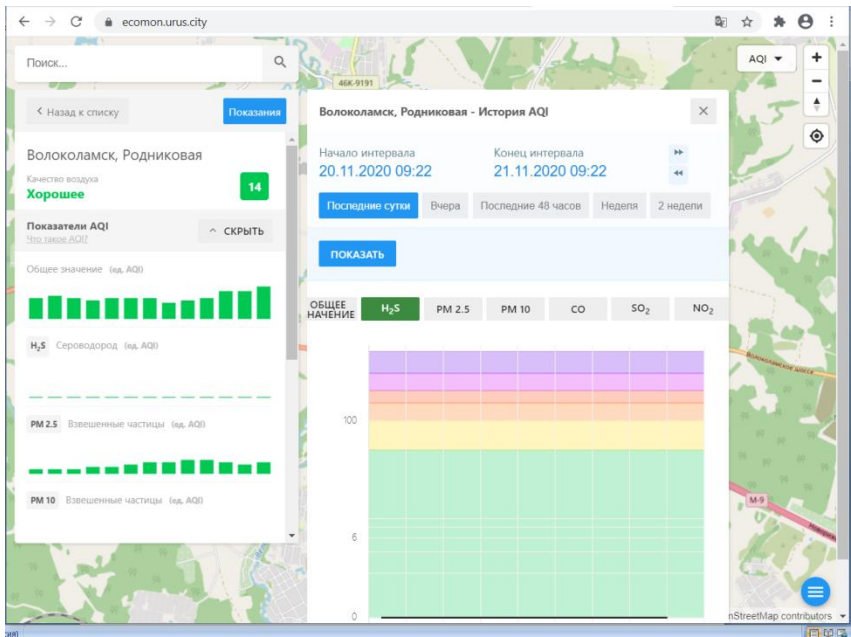 ecomon.urus.city
Поиск...
AQI
46К-9191
Назад к списку
Показания
Волоколамск, Родниковая
Качество воздуха
Хорошее
14
Показатели AQI
Что такое AQI?
СКРЫТЬ
Общее значение (ед. AQI)
H₂S Сероводород (ед. AQI)
PM 2.5 Взвешенные частицы (ед. AQI)
PM 10 Взвешенные частицы (ед. AQI)
Волоколамск, Родниковая - История AQI
Начало интервала
20.11.2020 09:22
Конец интервала
21.11.2020 09:22
Последние сутки
Вчера
Последние 48 часов
Неделя
2 недели
ПОКАЗАТЬ
ОБЩЕЕ
НАЧЕНИЕ
H₂S
PM 2.5
PM 10
CO
SO₂
NO₂
100
6
0
Волоколамское шоссе
М-9
nStreetMap contributors